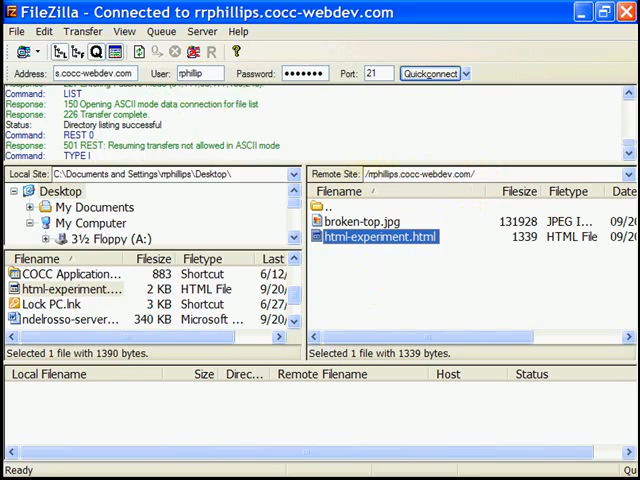 FileZilla - Connected to rrphillips.cocc-webdev.com
File Edit Transfer View Queue Server Help
Address: s.cocc-webdev.com User: rphillip Password: ●●●●●●● Port: 21 Quickconnect
Command: LIST
Response: 150 Opening ASCII mode data connection for file list
Response: 226 Transfer complete.
Status: Directory listing successful
Command: REST 0
Response: 501 REST: Resuming transfers not allowed in ASCII mode
Command: TYPE I
Local Site: C:\Documents and Settings\rrphillips\Desktop\
Desktop
My Documents
My Computer
3½ Floppy (A:)
Filename / Filesize Filetype Last
COCC Application... 883 Shortcut 6/12/
html-experiment.... 2 KB HTML File 9/20/
Lock PC.lnk 3 KB Shortcut 6/27/
ndelrosso-server... 340 KB Microsoft ... 9/20/
Selected 1 file with 1390 bytes.
Remote Site: /rrphillips.cocc-webdev.com/
Filename / Filesize Filetype Date
..
broken-top.jpg 131928 JPEG I... 09/20
html-experiment.html 1339 HTML File 09/20
Selected 1 file with 1339 bytes.
Local Filename Size Direc... Remote Filename Host Status
Ready Qu